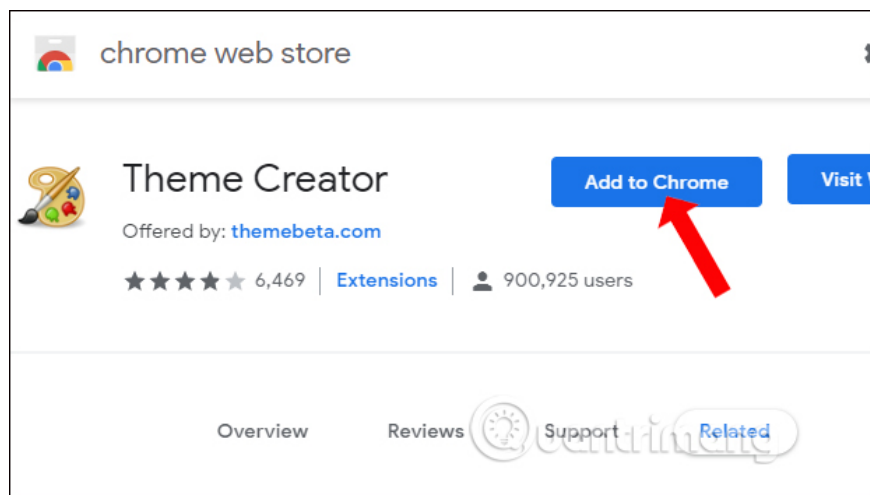 chrome web store
Theme Creator
Add to Chrome
Visit
Offered by: themebeta.com
6,469 | Extensions | 900,925 users
Overview Reviews Support Related
uantrimang